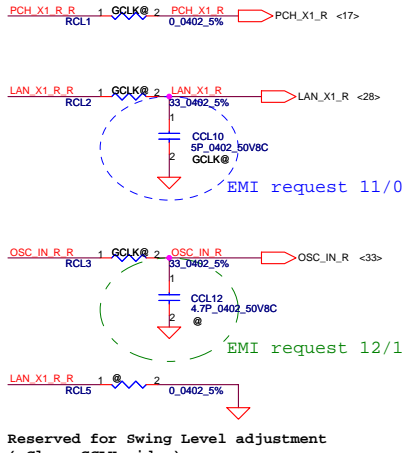 PCH_X1_R_R 1 GCLK@ 2 PCH_X1_R PCH_X1_R <17>
RCL1 0_0402_5%
LAN_X1_R_R 1 GCLK@ 2 LAN_X1_R LAN_X1_R <28>
RCL2 33_0402_5%
1
CCL10
5P_0402_50V8C
2 GCLK@
EMI request 11/0
OSC_IN_R_R 1 GCLK@ 2 OSC_IN_R OSC_IN_R <33>
RCL3 33_0402_5%
1
CCL12
4.7P_0402_50V8C
2 @
EMI request 12/1
LAN_X1_R_R 1 @ 2
RCL5 0_0402_5%
Reserved for Swing Level adjustment